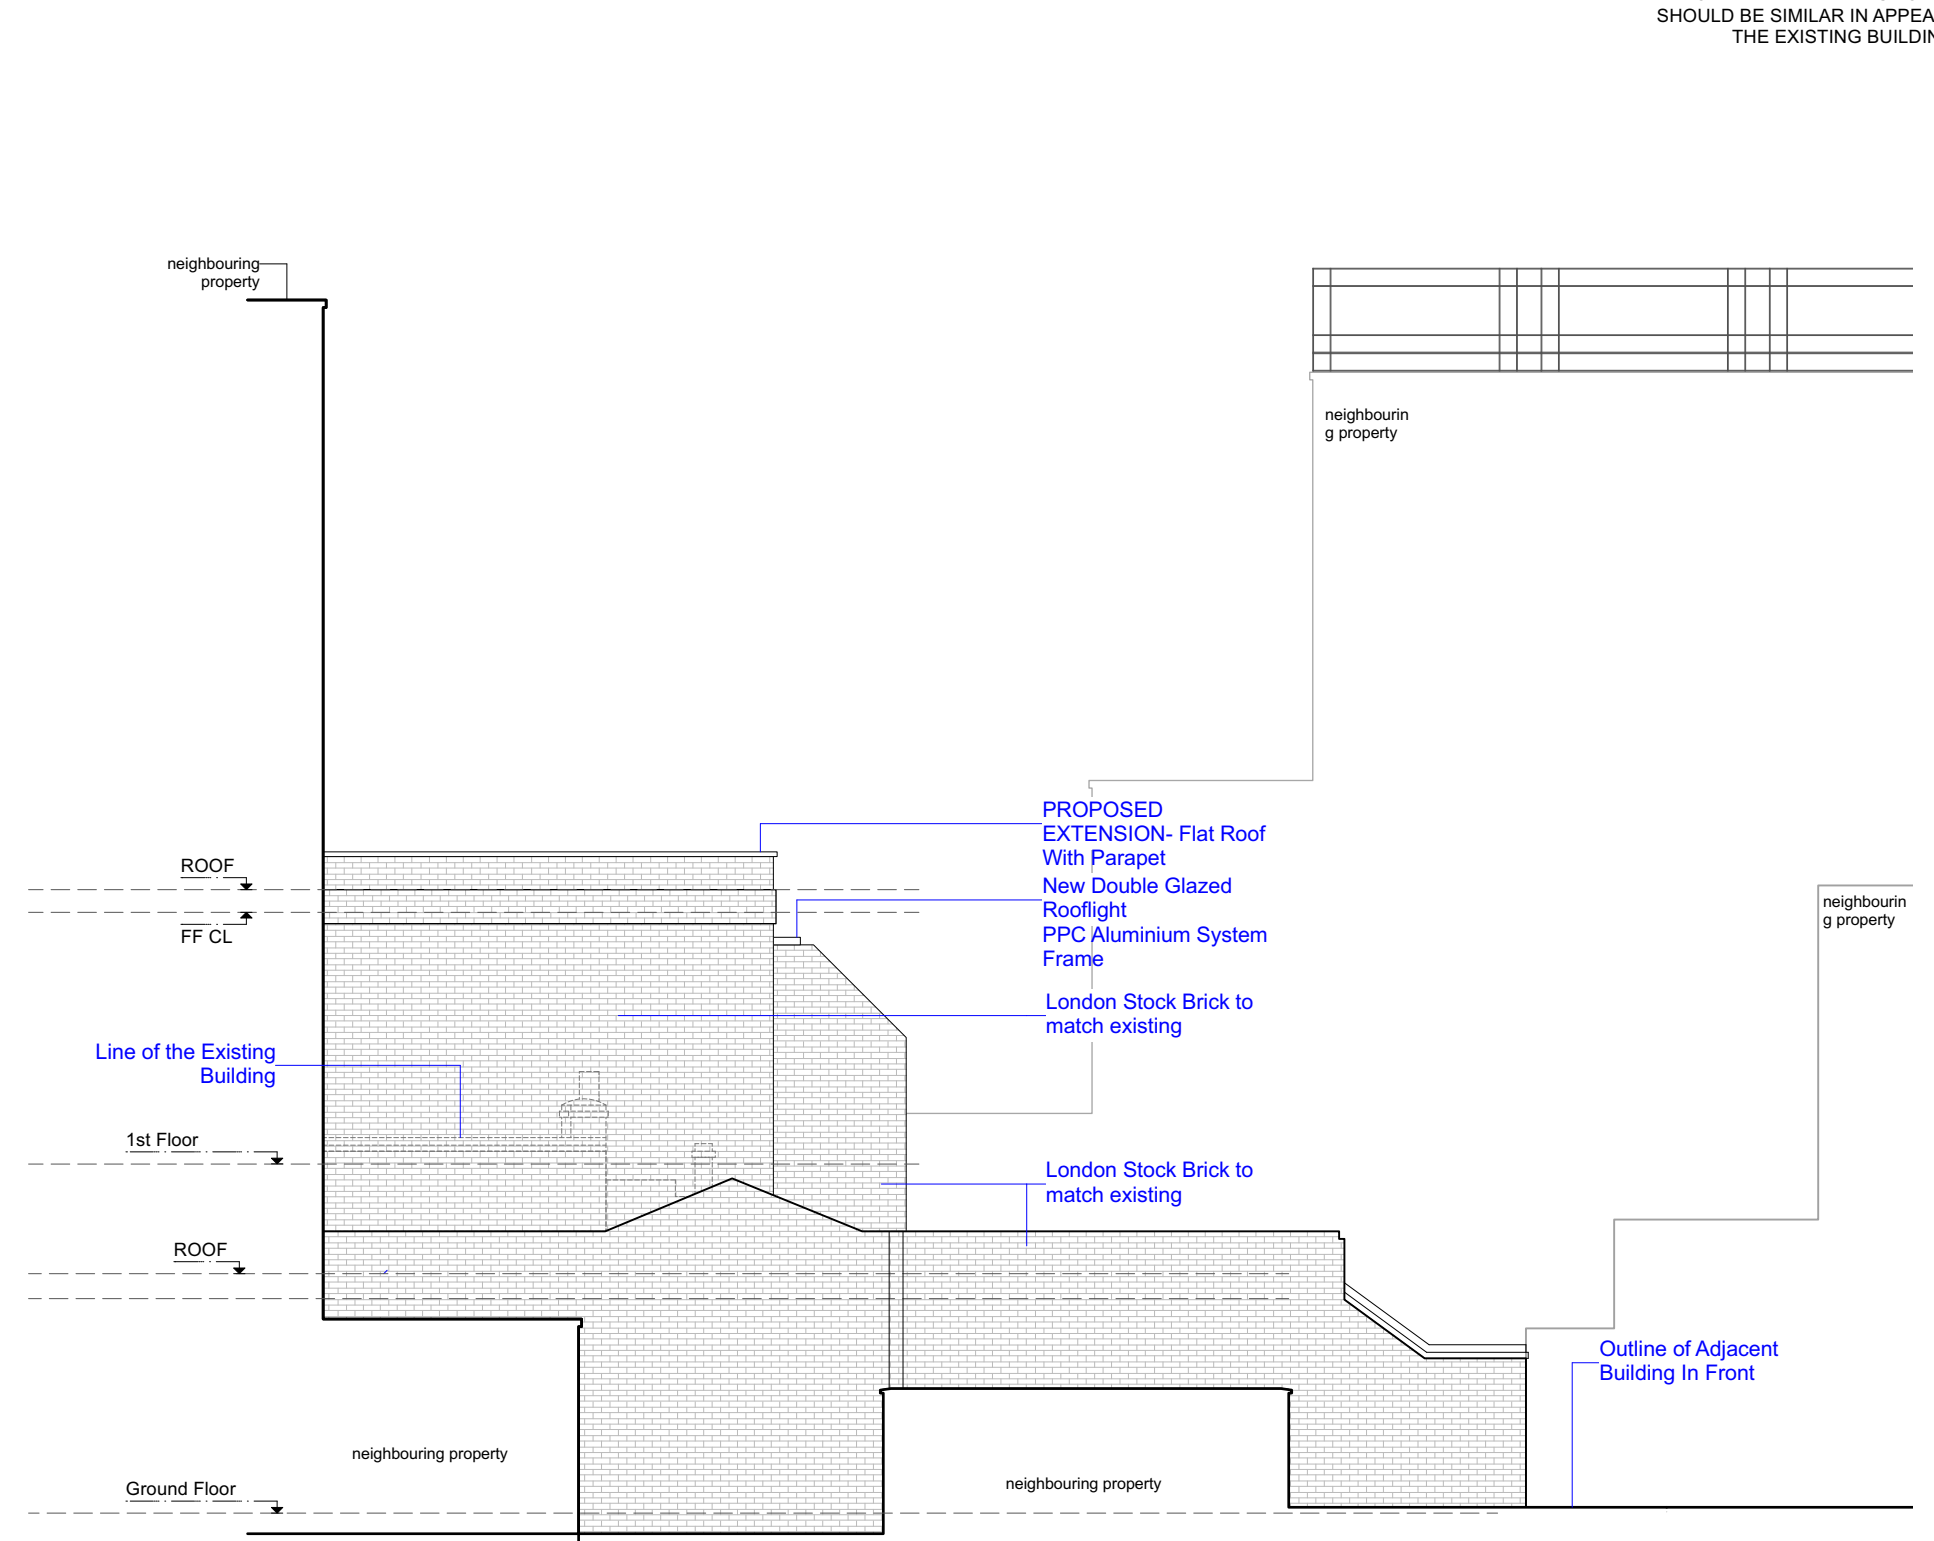 SHOULD BE SIMILAR IN APPEA
THE EXISTING BUILDIN
neighbouring
property
neighbourin
g property
PROPOSED
EXTENSION- Flat Roof
With Parapet
New Double Glazed
Rooflight
PPC Aluminium System
Frame
ROOF
FF CL
neighbourin
g property
London Stock Brick to
match existing
Line of the Existing
Building
1st Floor
London Stock Brick to
match existing
ROOF
Outline of Adjacent
Building In Front
neighbouring property
neighbouring property
Ground Floor